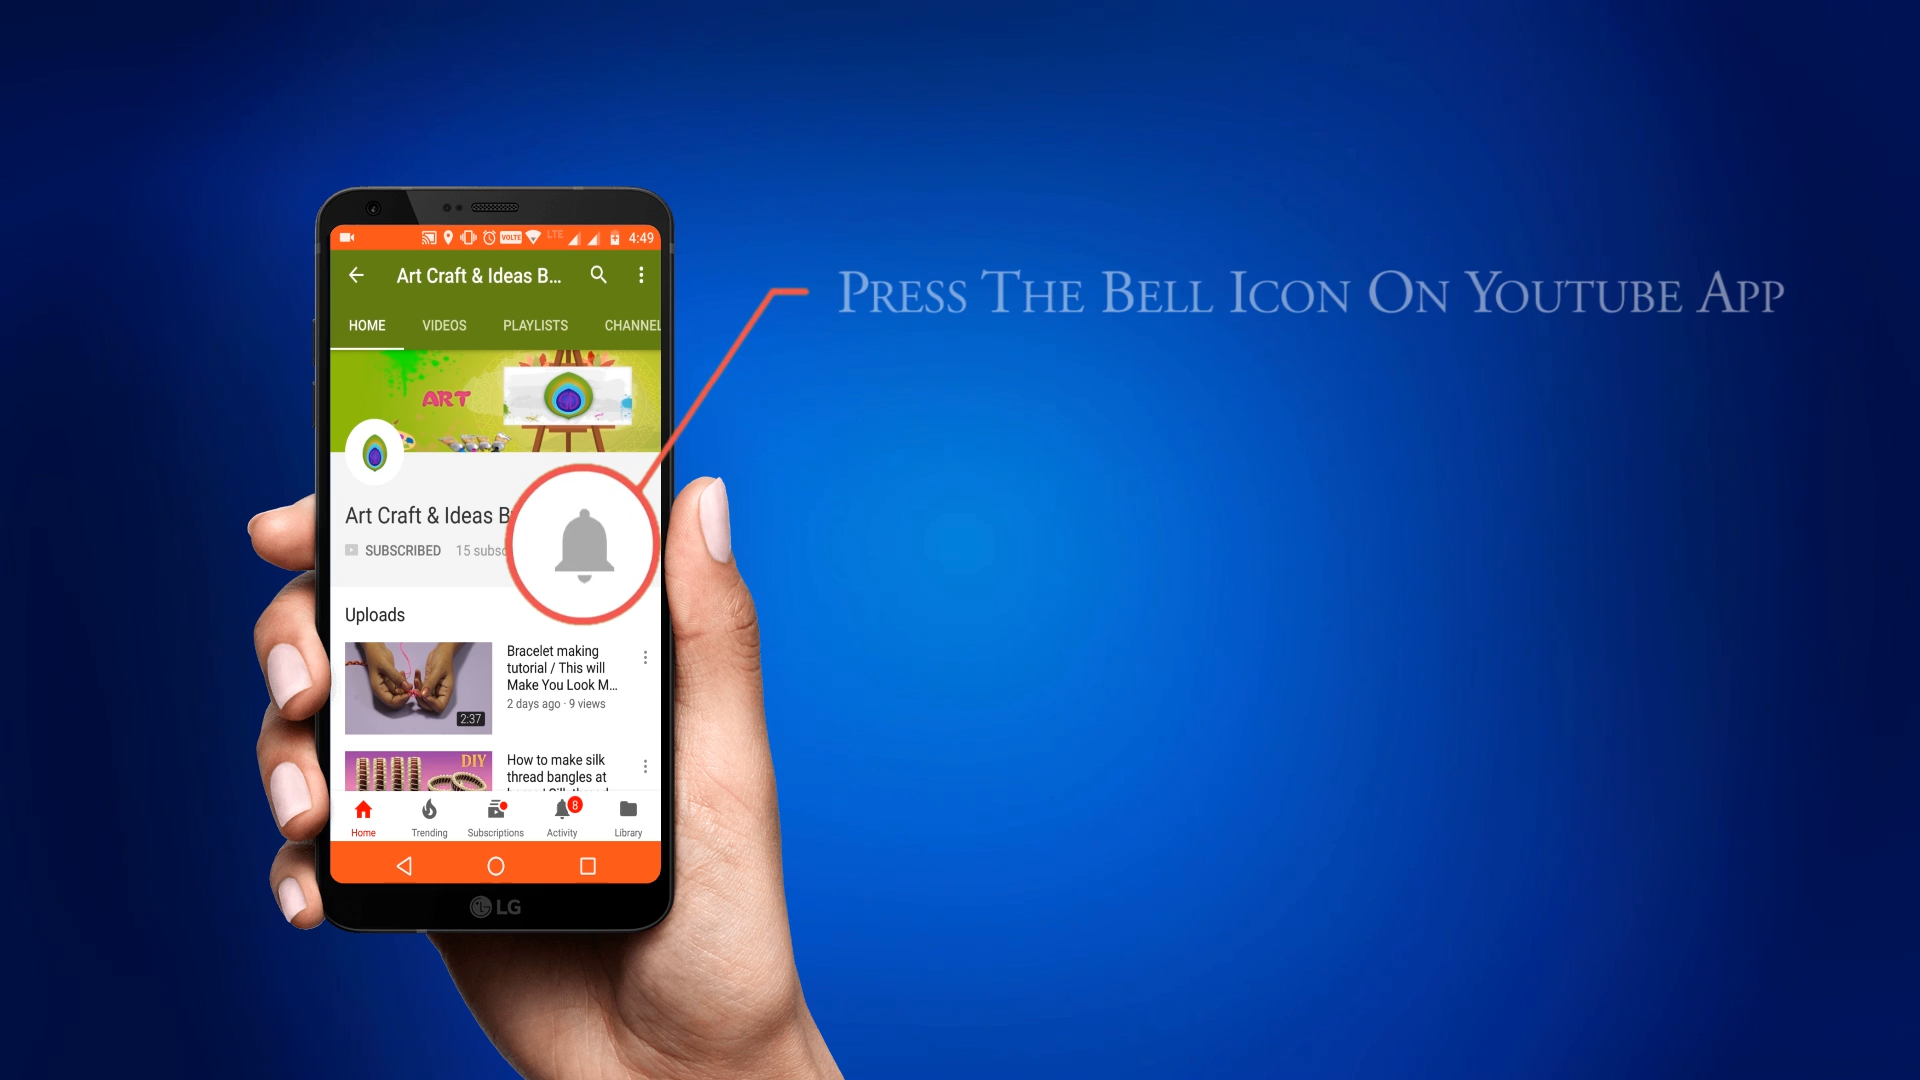 VOLTE LTE 4:49
Art Craft & Ideas B...
HOME VIDEOS PLAYLISTS CHANNEL
ART
Press The Bell Icon On Youtube App
Art Craft & Ideas B
SUBSCRIBED 15 subsc
Uploads
Bracelet making
tutorial / This will
Make You Look M...
2 days ago · 9 views
2:37
DIY
How to make silk
thread bangles at
8
Home Trending Subscriptions Activity Library
LG